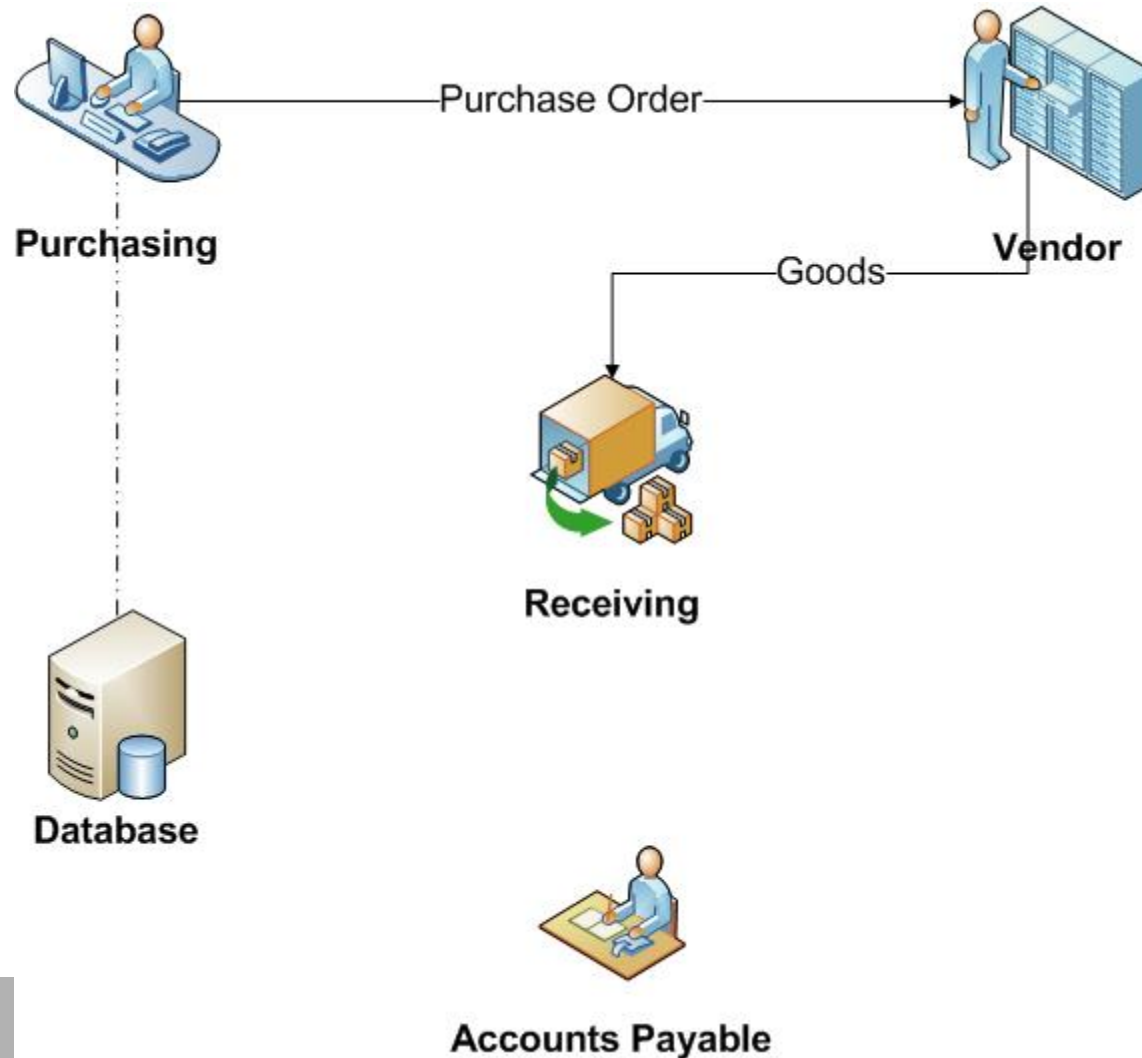 Purchase Order
Purchasing
Vendor
Goods
Receiving
Database
Accounts Payable